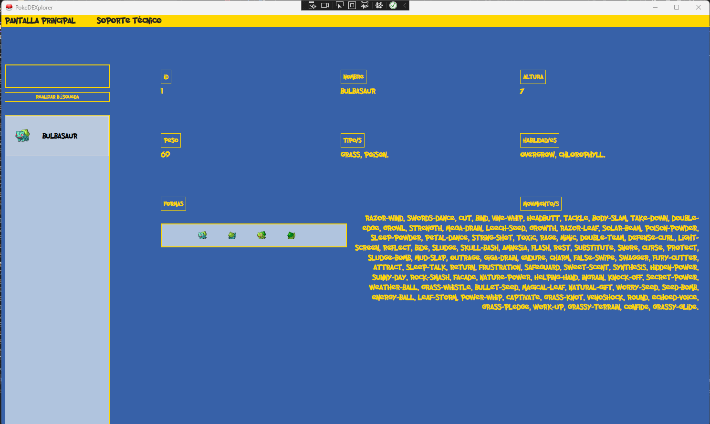 PokeDEXplorer
PANTALLA PRINCIPAL SOPORTE TÉCNICO
REALIZAR BÚSQUEDA
BULBASAUR
ID
1
NOMBRE
BULBASAUR
ALTURA
7
PESO
69
TIPO/S
GRASS, POISON.
HABILIDAD/ES
OVERGROW, CHLOROPHYLL.
FORMAS
MOVIMIENTO/S
RAZOR-WIND, SWORDS-DANCE, CUT, BIND, VINE-WHIP, HEADBUTT, TACKLE, BODY-SLAM, TAKE-DOWN, DOUBLE-
EDGE, GROWL, STRENGTH, MEGA-DRAIN, LEECH-SEED, GROWTH, RAZOR-LEAF, SOLAR-BEAM, POISON-POWDER,
SLEEP-POWDER, PETAL-DANCE, STRING-SHOT, TOXIC, RAGE, MIMIC, DOUBLE-TEAM, DEFENSE-CURL, LIGHT-
SCREEN, REFLECT, BIDE, SLUDGE, SKULL-BASH, AMNESIA, FLASH, REST, SUBSTITUTE, SNORE, CURSE, PROTECT,
SLUDGE-BOMB, MUD-SLAP, OUTRAGE, GIGA-DRAIN, ENDURE, CHARM, FALSE-SWIPE, SWAGGER, FURY-CUTTER,
ATTRACT, SLEEP-TALK, RETURN, FRUSTRATION, SAFEGUARD, SWEET-SCENT, SYNTHESIS, HIDDEN-POWER,
SUNNY-DAY, ROCK-SMASH, FACADE, NATURE-POWER, HELPING-HAND, INGRAIN, KNOCK-OFF, SECRET-POWER,
WEATHER-BALL, GRASS-WHISTLE, BULLET-SEED, MAGICAL-LEAF, NATURAL-GIFT, WORRY-SEED, SEED-BOMB,
ENERGY-BALL, LEAF-STORM, POWER-WHIP, CAPTIVATE, GRASS-KNOT, VENOSHOCK, ROUND, ECHOED-VOICE,
GRASS-PLEDGE, WORK-UP, GRASSY-TERRAIN, CONFIDE, GRASSY-GLIDE.